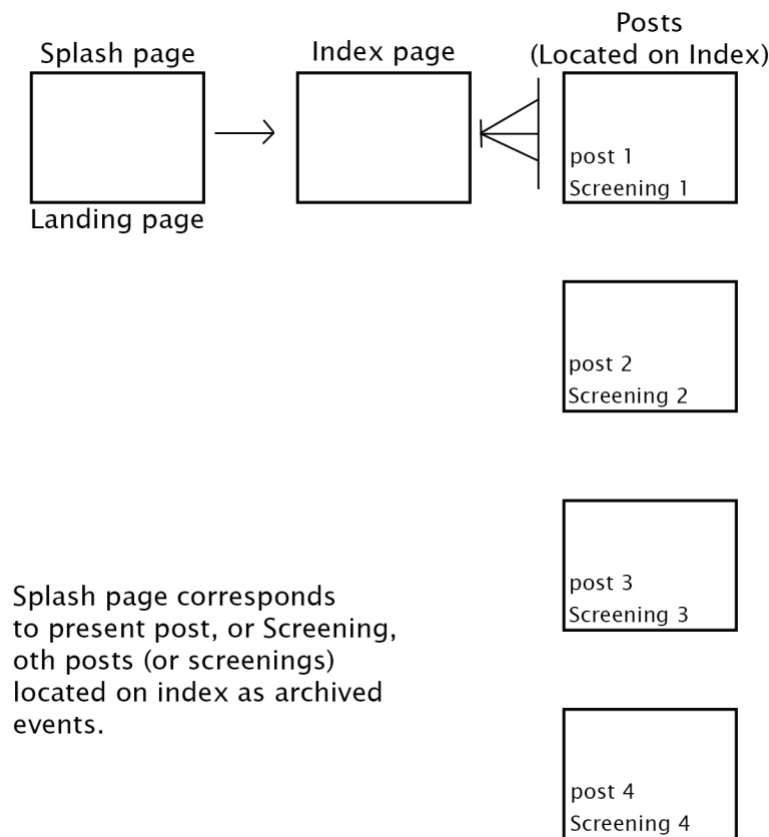 Splash page
Landing page
Index page
Posts
(Located on Index)
post 1
Screening 1
post 2
Screening 2
post 3
Screening 3
post 4
Screening 4
Splash page corresponds
to present post, or Screening,
oth posts (or screenings)
located on index as archived
events.